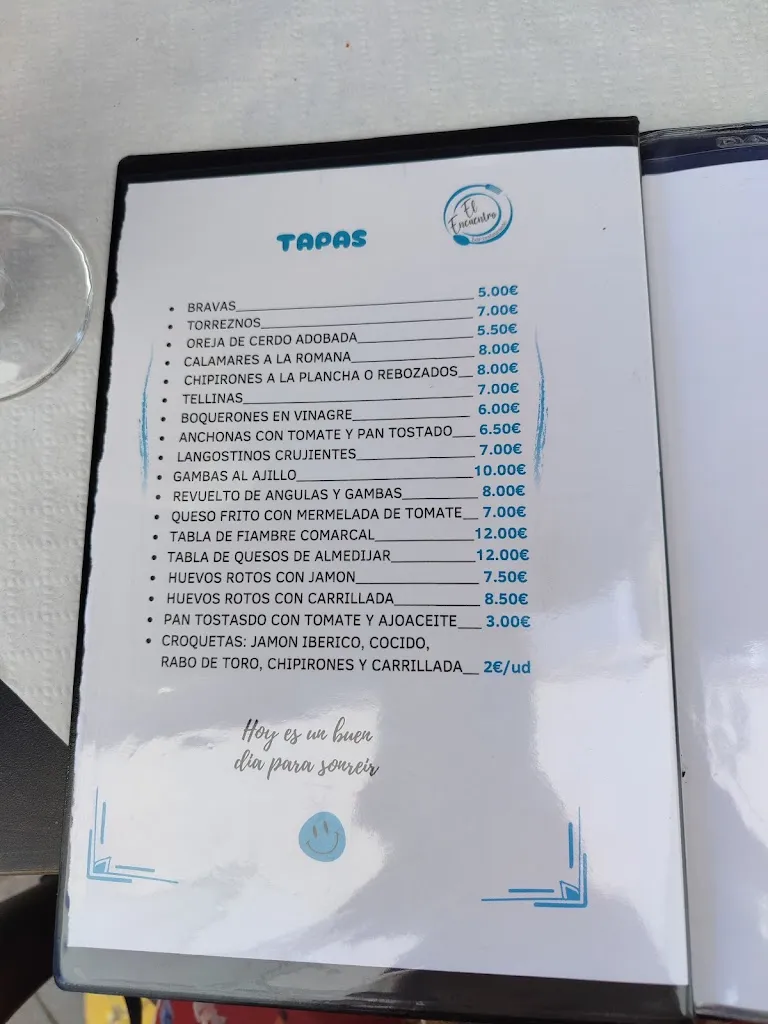 El
Encuentro
TAPAS
• BRAVAS 5.00€
• TORREZNOS 7.00€
• OREJA DE CERDO ADOBADA 5.50€
• CALAMARES A LA ROMANA 8.00€
• CHIPIRONES A LA PLANCHA O REBOZADOS 8.00€
• TELLINAS 7.00€
• BOQUERONES EN VINAGRE 6.00€
• ANCHONAS CON TOMATE Y PAN TOSTADO 6.50€
• LANGOSTINOS CRUJIENTES 7.00€
• GAMBAS AL AJILLO 10.00€
• REVUELTO DE ANGULAS Y GAMBAS 8.00€
• QUESO FRITO CON MERMELADA DE TOMATE 7.00€
• TABLA DE FIAMBRE COMARCAL 12.00€
• TABLA DE QUESOS DE ALMEDIJAR 12.00€
• HUEVOS ROTOS CON JAMON 7.50€
• HUEVOS ROTOS CON CARRILLADA 8.50€
• PAN TOSTASDO CON TOMATE Y AJOACEITE 3.00€
• CROQUETAS: JAMON IBERICO, COCIDO,
RABO DE TORO, CHIPIRONES Y CARRILLADA 2€/ud
Hoy es un buen
dia para sonreir